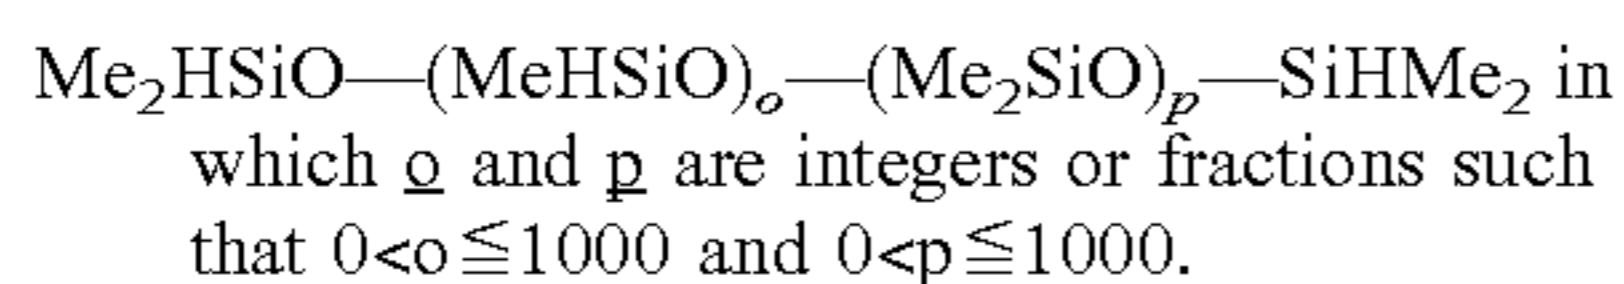 Me₂HSiO—(MeHSiO)ₒ—(Me₂SiO)ₚ—SiHMe₂ in
which o and p are integers or fractions such
that 0<o≦1000 and 0<p≦1000.